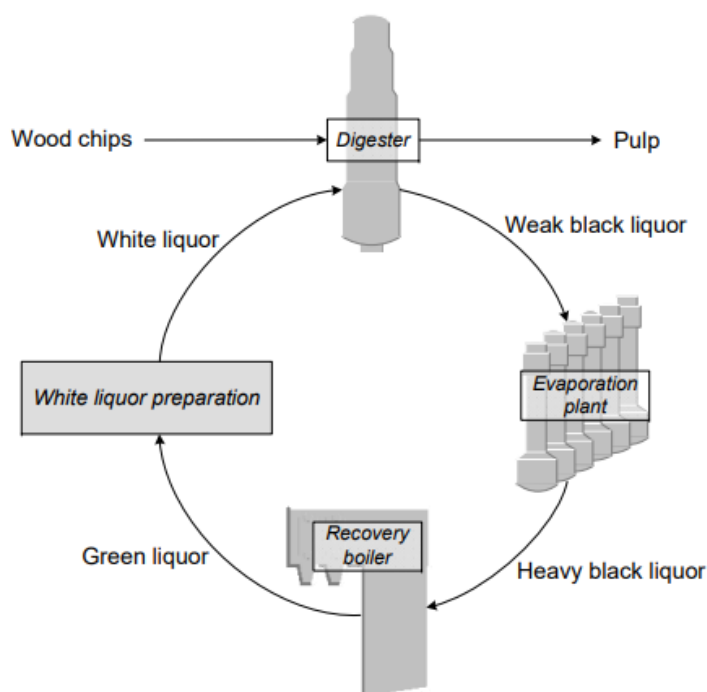 Wood chips
Digester
Pulp
White liquor
Weak black liquor
White liquor preparation
Evaporation
plant
Recovery
boiler
Green liquor
Heavy black liquor